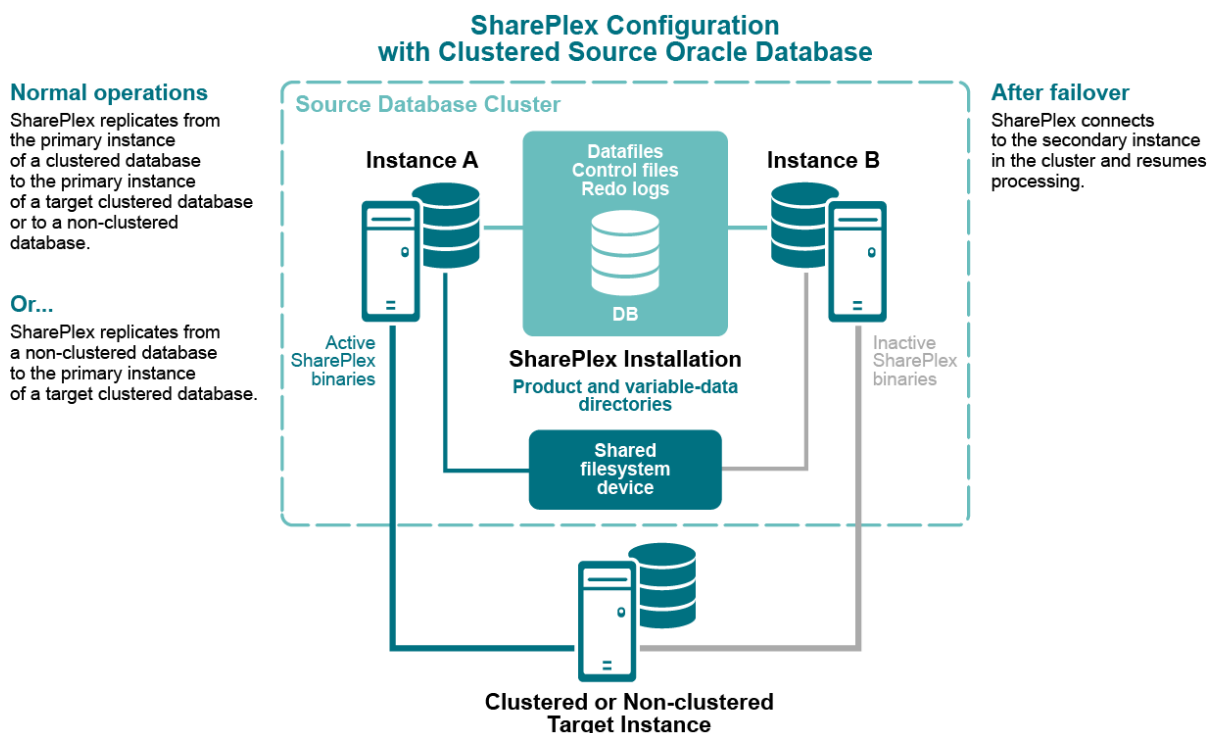 SharePlex Configuration
with Clustered Source Oracle Database
Normal operations
SharePlex replicates from
the primary instance
of a clustered database
to the primary instance
of a target clustered database
or to a non-clustered
database.
Or...
SharePlex replicates from
a non-clustered database
to the primary instance
of a target clustered database.
Source Database Cluster
Instance A
Datafiles
Control files
Redo logs
DB
Instance B
Active
SharePlex
binaries
SharePlex Installation
Product and variable-data
directories
Inactive
SharePlex
binaries
Shared
filesystem
device
After failover
SharePlex connects
to the secondary instance
in the cluster and resumes
processing.
Clustered or Non-clustered
Target Instance